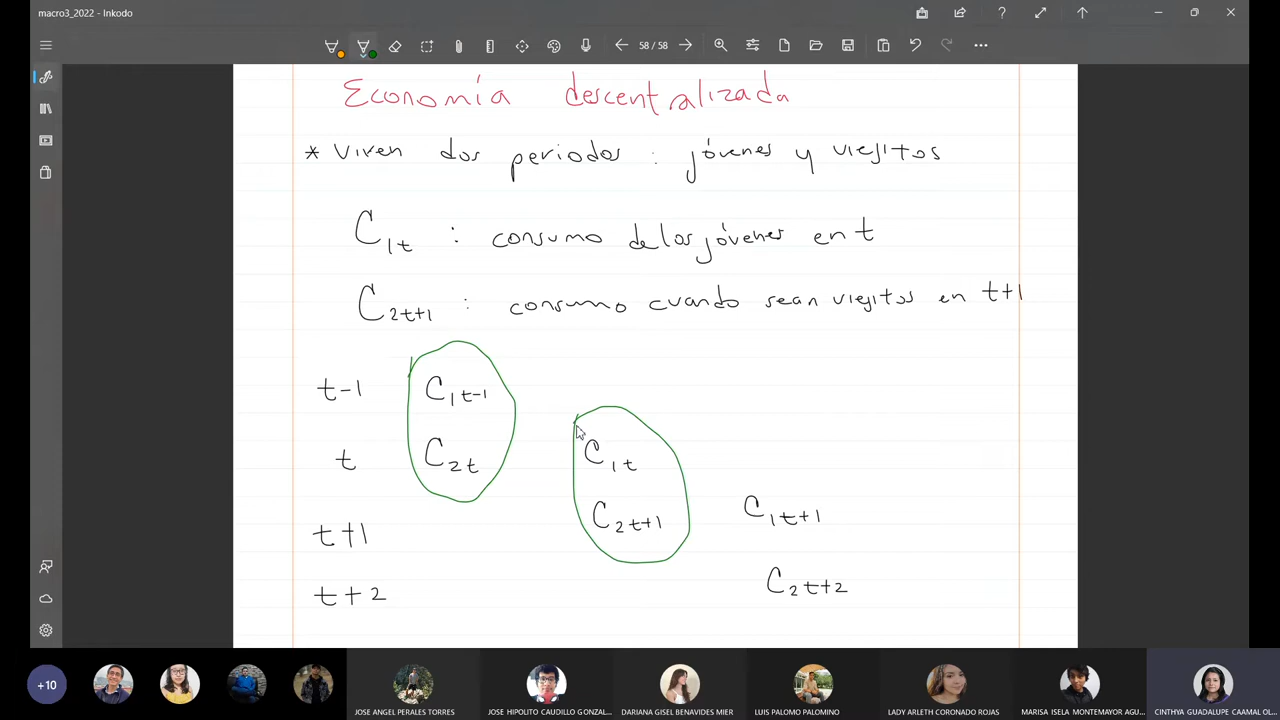 macro3_2022 - Inkodo
58 / 58
Economía descentralizada
* viven dos periodos : jóvenes y viejitos
C1t : consumo de los jóvenes en t
C2t+1 : consumo cuando sean viejitos en t+1
t-1 C1t-1
t C2t C1t
t+1 C2t+1 C1t+1
t+2 C2t+2
+10
JOSE ANGEL PERALES TORRES
JOSE HIPOLITO CAUDILLO GONZAL...
DARIANA GISEL BENAVIDES MIER
LUIS PALOMO PALOMINO
LADY ARLETH CORONADO ROJAS
MARISA ISELA MONTEMAYOR AGU...
CINTHYA GUADALUPE CAAMAL OL...